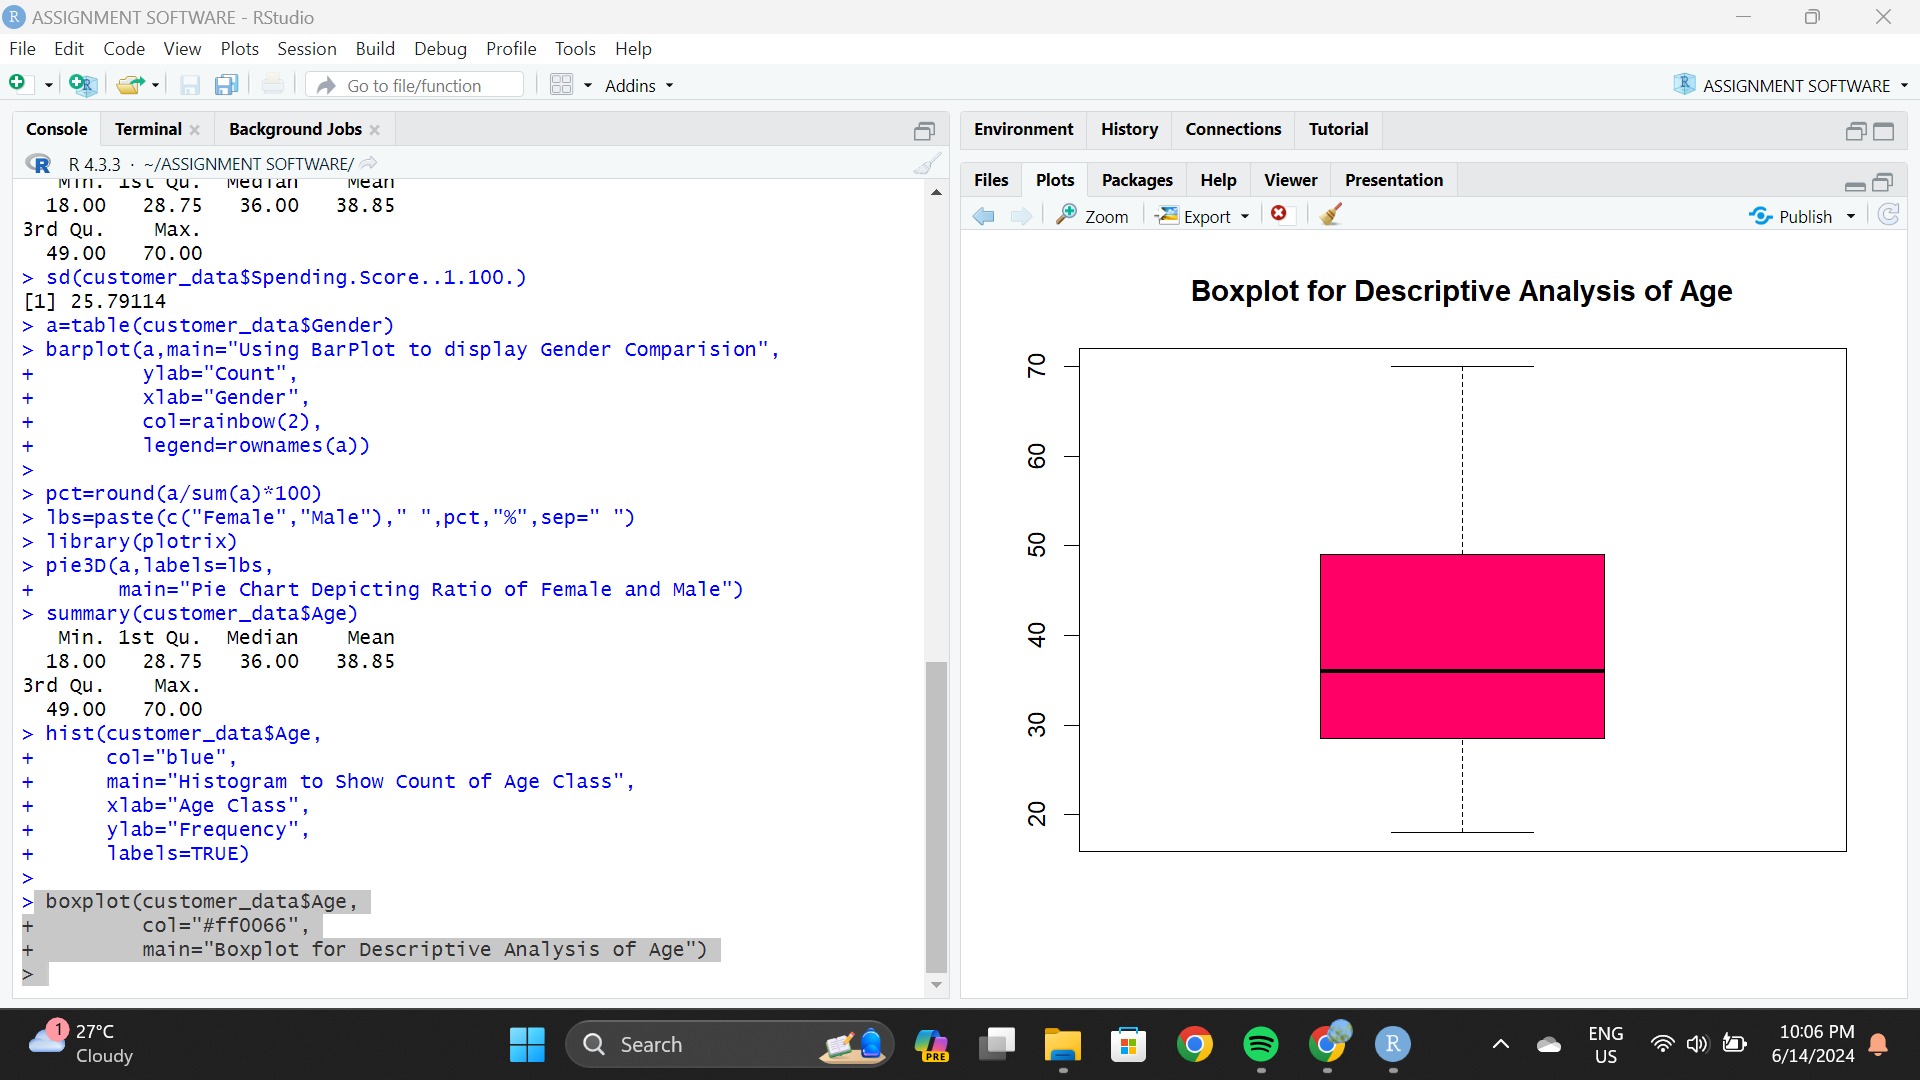 R ASSIGNMENT SOFTWARE - RStudio
File Edit Code View Plots Session Build Debug Profile Tools Help
Go to file/function Addins R ASSIGNMENT SOFTWARE
Console Terminal Background Jobs
R R 4.3.3 · ~/ASSIGNMENT SOFTWARE/
Min. 1st Qu. Median Mean
18.00 28.75 36.00 38.85
3rd Qu. Max.
49.00 70.00
> sd(customer_data$Spending.Score..1.100.)
[1] 25.79114
> a=table(customer_data$Gender)
> barplot(a,main="Using BarPlot to display Gender Comparision",
+ ylab="Count",
+ xlab="Gender",
+ col=rainbow(2),
+ legend=rownames(a))
>
> pct=round(a/sum(a)*100)
> lbs=paste(c("Female","Male")," ",pct,"%",sep=" ")
> library(plotrix)
> pie3D(a,labels=lbs,
+ main="Pie Chart Depicting Ratio of Female and Male")
> summary(customer_data$Age)
Min. 1st Qu. Median Mean
18.00 28.75 36.00 38.85
3rd Qu. Max.
49.00 70.00
> hist(customer_data$Age,
+ col="blue",
+ main="Histogram to Show Count of Age Class",
+ xlab="Age Class",
+ ylab="Frequency",
+ labels=TRUE)
>
> boxplot(customer_data$Age,
+ col="#ff0066",
+ main="Boxplot for Descriptive Analysis of Age")
>
Environment History Connections Tutorial
Files Plots Packages Help Viewer Presentation
Zoom Export Publish
Boxplot for Descriptive Analysis of Age
70
60
50
40
30
20
1 27°C
Cloudy
Search
PRE
R
ENG
US
10:06 PM
6/14/2024